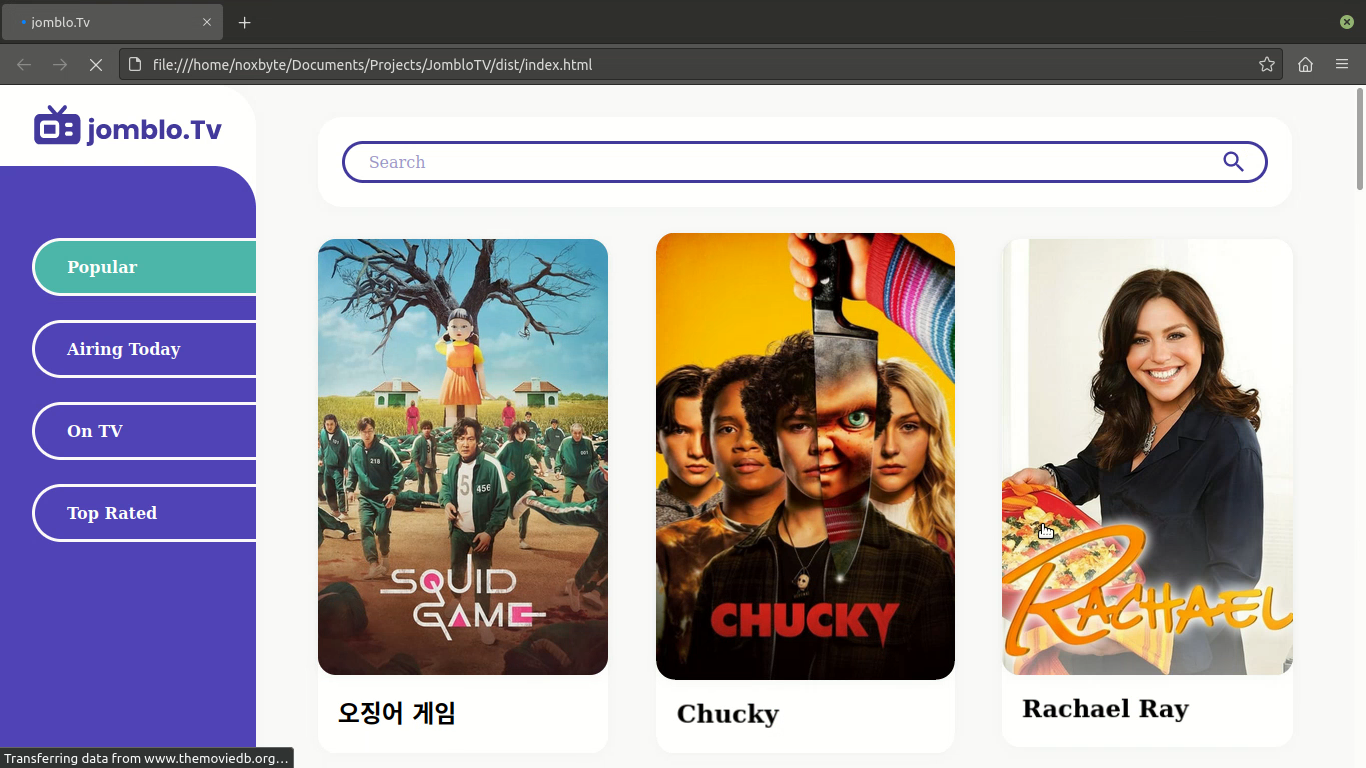 jomblo.Tv
file:///home/noxbyte/Documents/Projects/JombloTV/dist/index.html
jomblo.Tv
Search
Popular
Airing Today
On TV
Top Rated
218
456
001
SQUID
GAME
CHUCKY
RACHAEL
오징어 게임
Chucky
Rachael Ray
Transferring data from www.themoviedb.org…